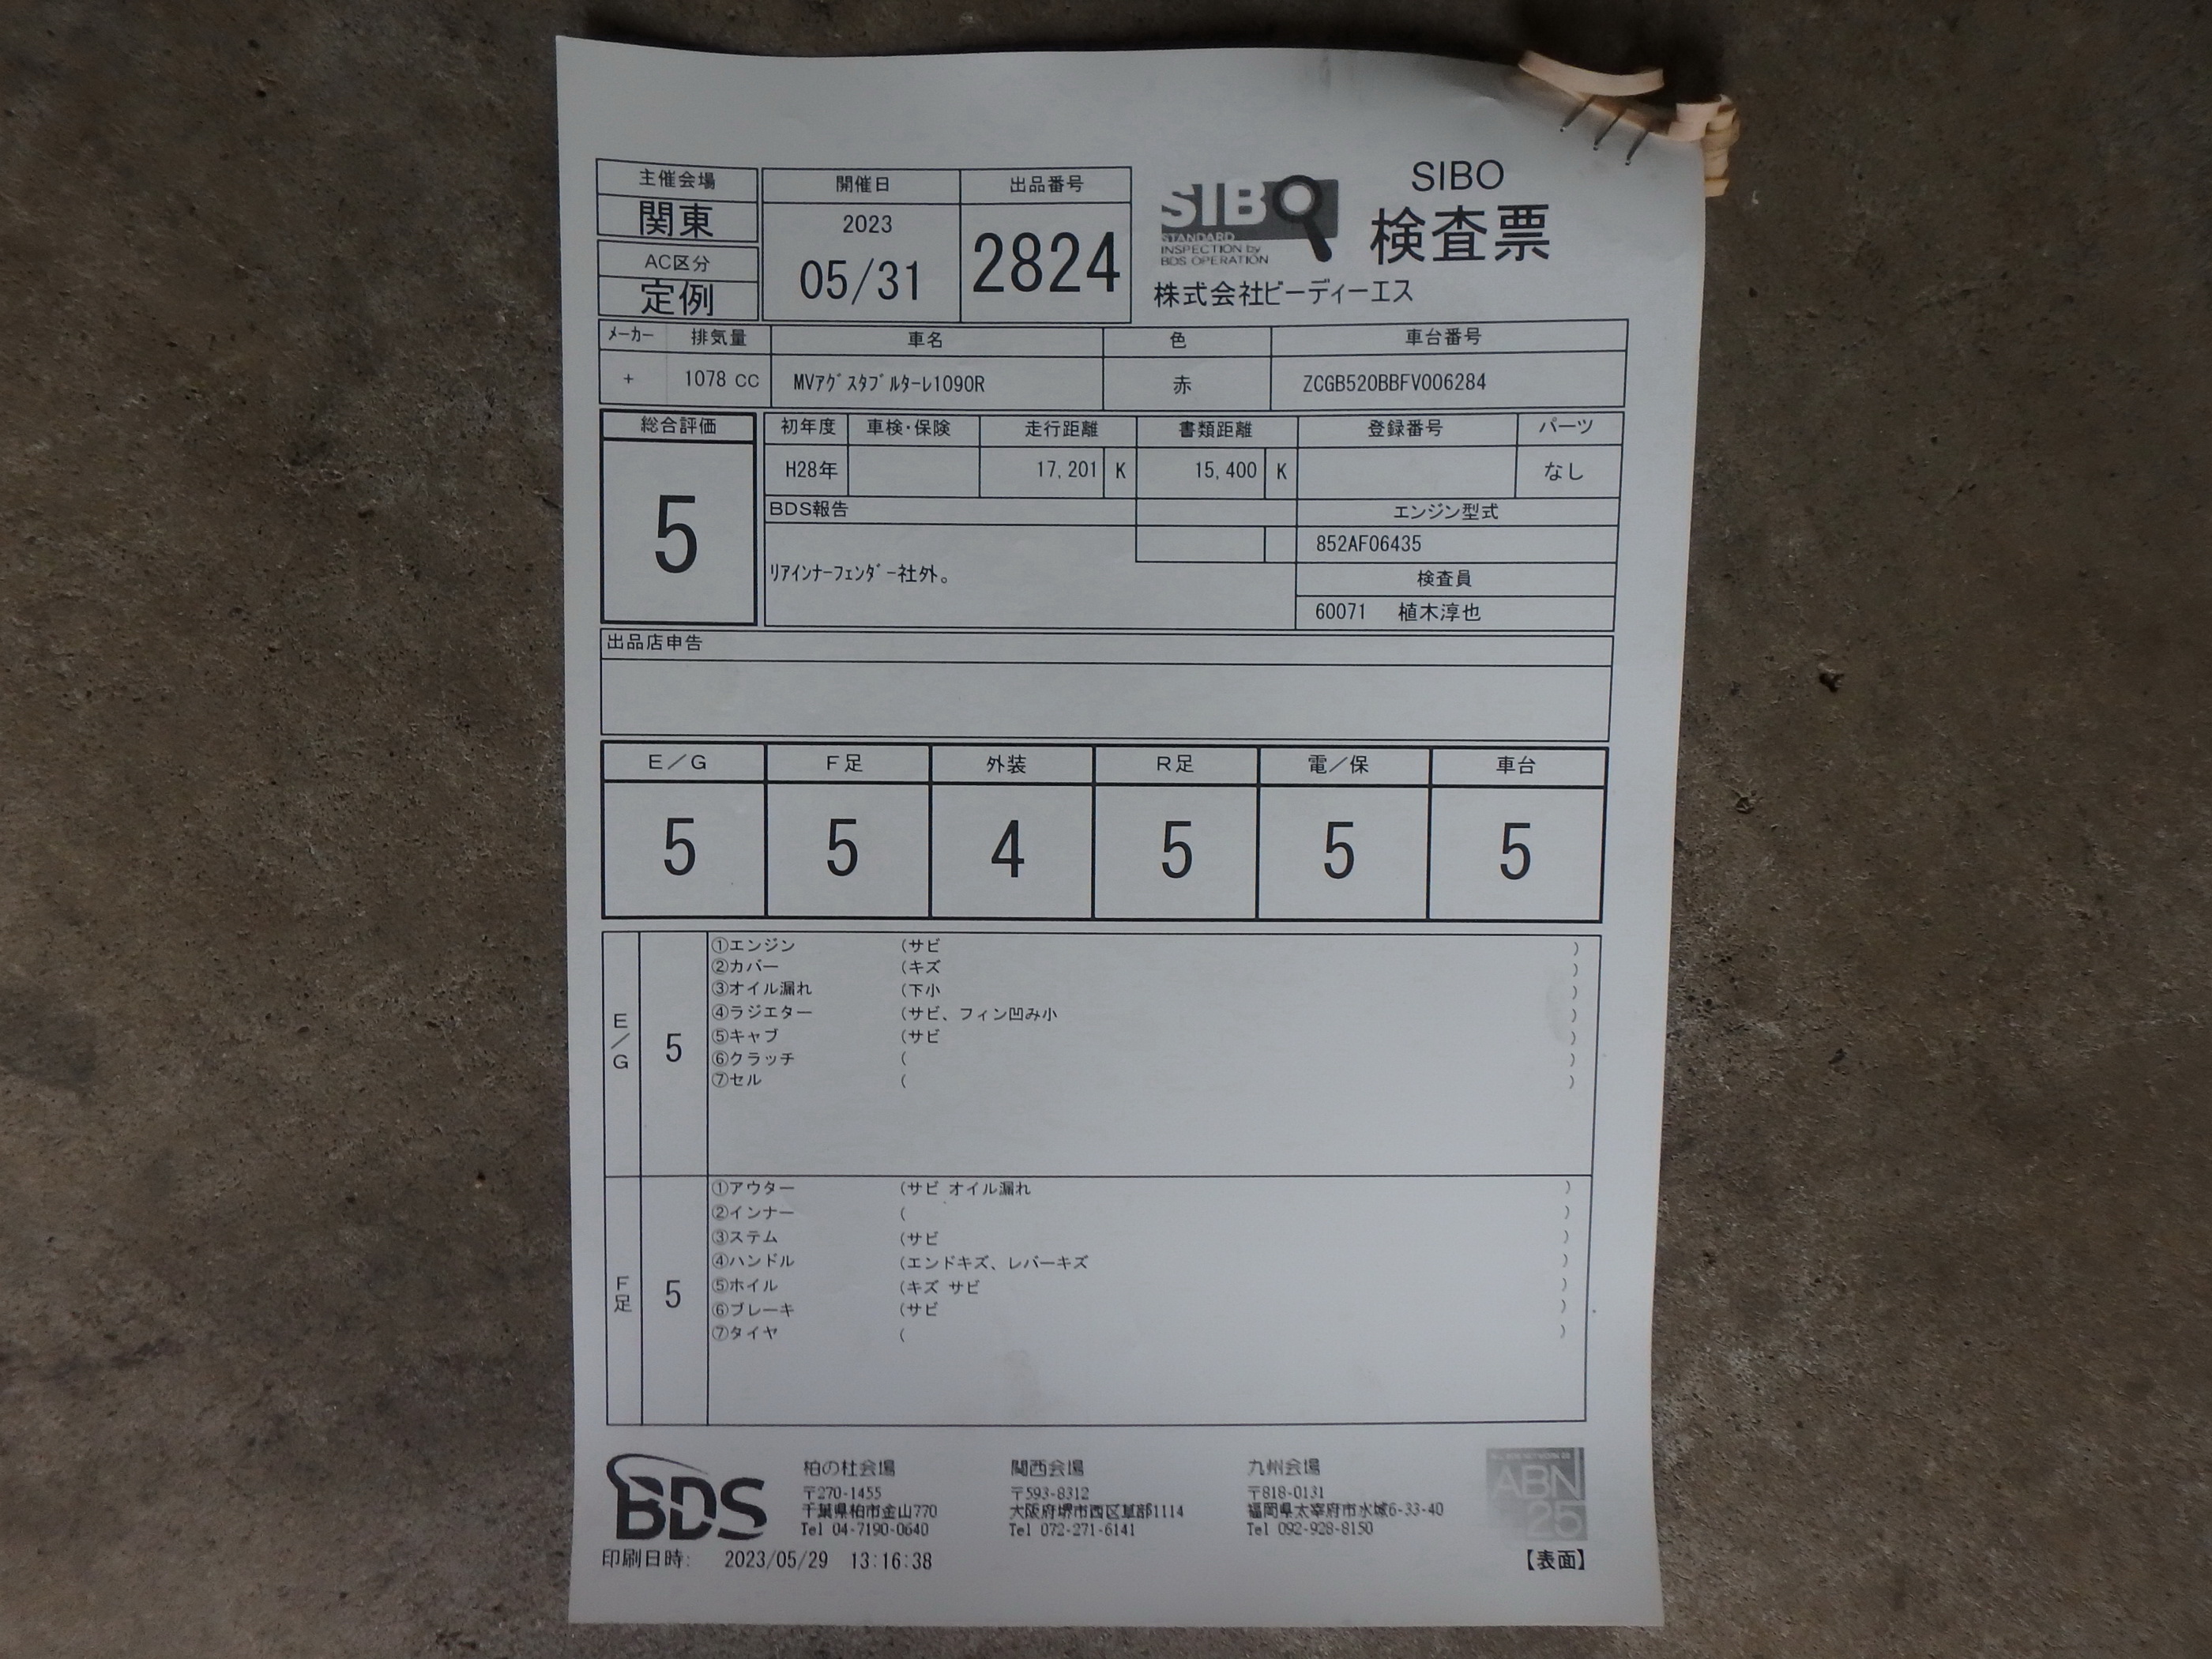 主催会場
関東
AC区分
定例
開催日
2023
05/31
出品番号
2824
SIBO
STANDARD
INSPECTION by
BDS OPERATION
SIBO
検査票
株式会社ビーディーエス
メーカー 排気量 車名 色 車台番号
+ 1078 CC MVｱｸﾞｽﾀﾌﾞﾙﾀｰﾚ1090R 赤 ZCGB520BBFV006284
総合評価
5
初年度 車検・保険 走行距離 書類距離 登録番号 パーツ
H28年 17,201 K 15,400 K なし
BDS報告
ﾘｱｲﾝﾅｰﾌｪﾝﾀﾞｰ社外。
エンジン型式
852AF06435
検査員
60071 植木淳也
出品店申告
E／G F足 外装 R足 電／保 車台
5 5 4 5 5 5
E／G 5
①エンジン (サビ )
②カバー (キズ )
③オイル漏れ (下小 )
④ラジエター (サビ、フィン凹み小 )
⑤キャブ (サビ )
⑥クラッチ ( )
⑦セル ( )
F足 5
①アウター (サビ オイル漏れ )
②インナー ( )
③ステム (サビ )
④ハンドル (エンドキズ、レバーキズ )
⑤ホイル (キズ サビ )
⑥ブレーキ (サビ )
⑦タイヤ ( )
BDS
柏の杜会場
〒270-1455
千葉県柏市金山770
Tel 04-7190-0640
関西会場
〒593-8312
大阪府堺市西区草部1114
Tel 072-271-6141
九州会場
〒818-0131
福岡県太宰府市水城6-33-40
Tel 092-928-8150
ABN
25
印刷日時: 2023/05/29 13:16:38
【表面】